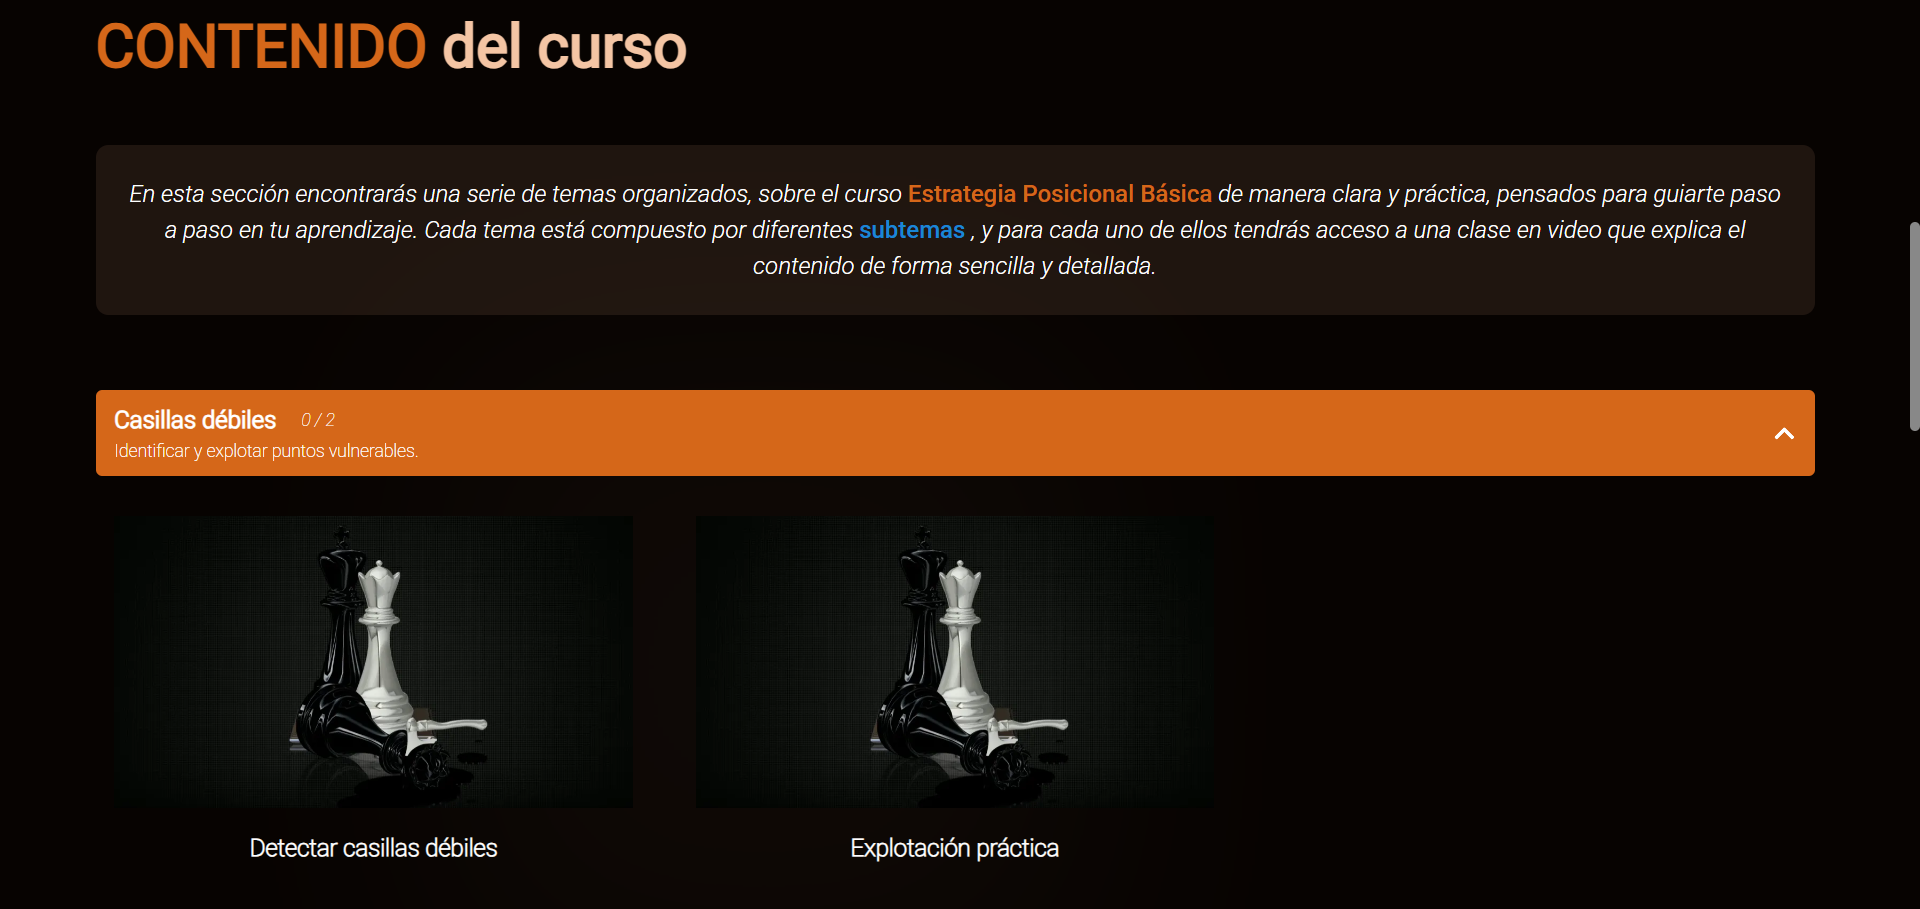 CONTENIDO del curso
En esta sección encontrarás una serie de temas organizados, sobre el curso Estrategia Posicional Básica de manera clara y práctica, pensados para guiarte paso
a paso en tu aprendizaje. Cada tema está compuesto por diferentes subtemas , y para cada uno de ellos tendrás acceso a una clase en video que explica el
contenido de forma sencilla y detallada.
Casillas débiles 0 / 2
Identificar y explotar puntos vulnerables.
Detectar casillas débiles
Explotación práctica